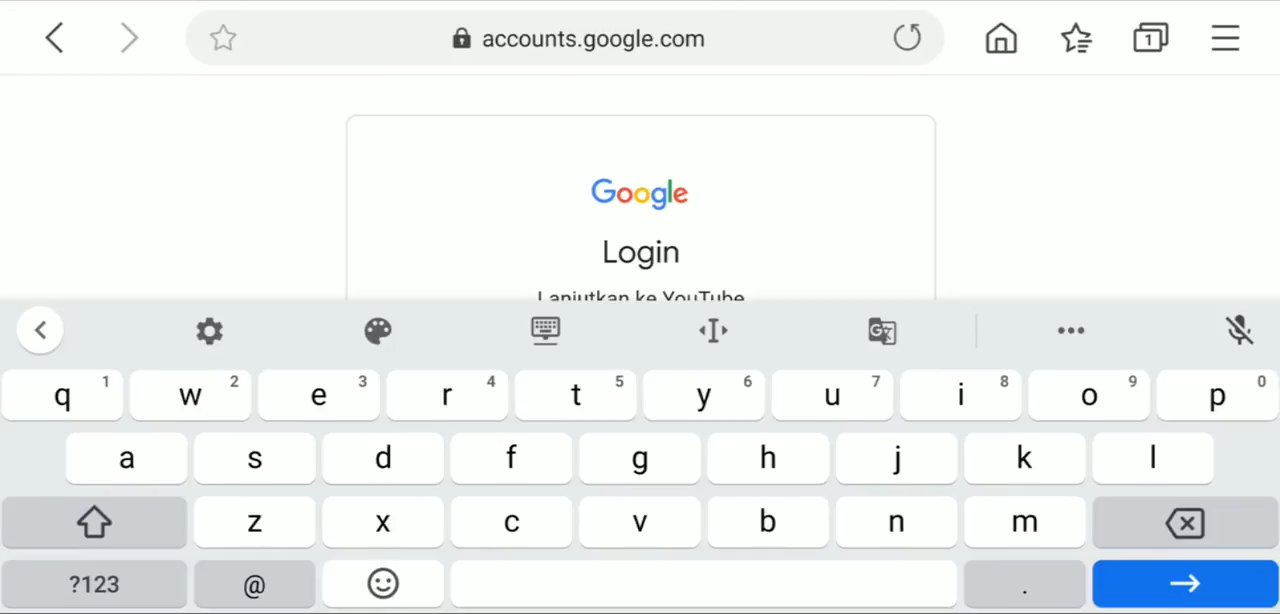 accounts.google.com
1
Google
Login
Lanjutkan ke YouTube
G
q 1 w 2 e 3 r 4 t 5 y 6 u 7 i 8 o 9 p 0
a s d f g h j k l
z x c v b n m
?123 @ .